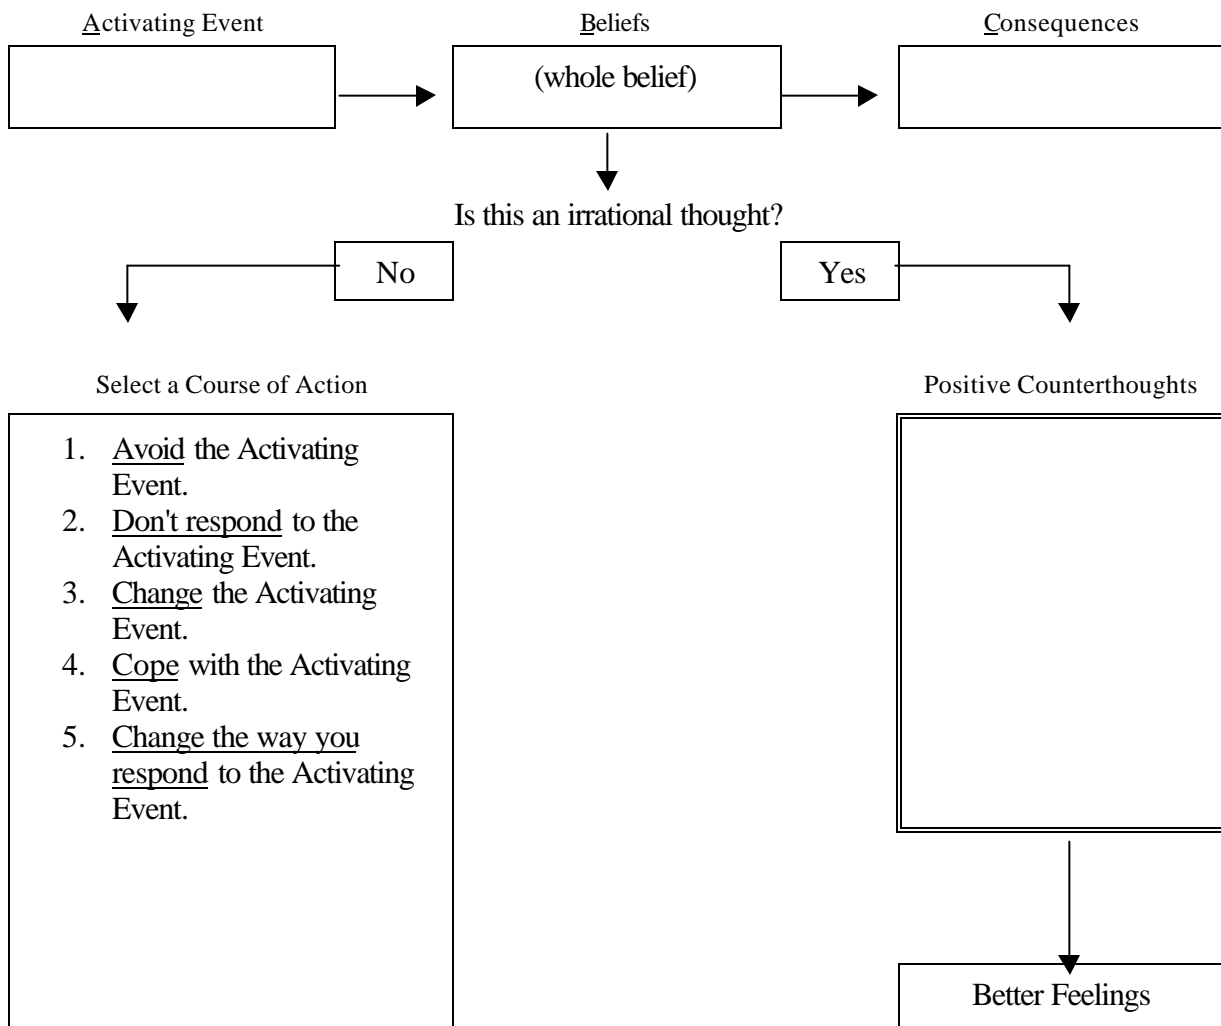 Activating Event
Beliefs
Consequences
(whole belief)
Is this an irrational thought?
No
Yes
Select a Course of Action
Positive Counterthoughts
1. Avoid the Activating
Event.
2. Don't respond to the
Activating Event.
3. Change the Activating
Event.
4. Cope with the Activating
Event.
5. Change the way you
respond to the Activating
Event.
Better Feelings